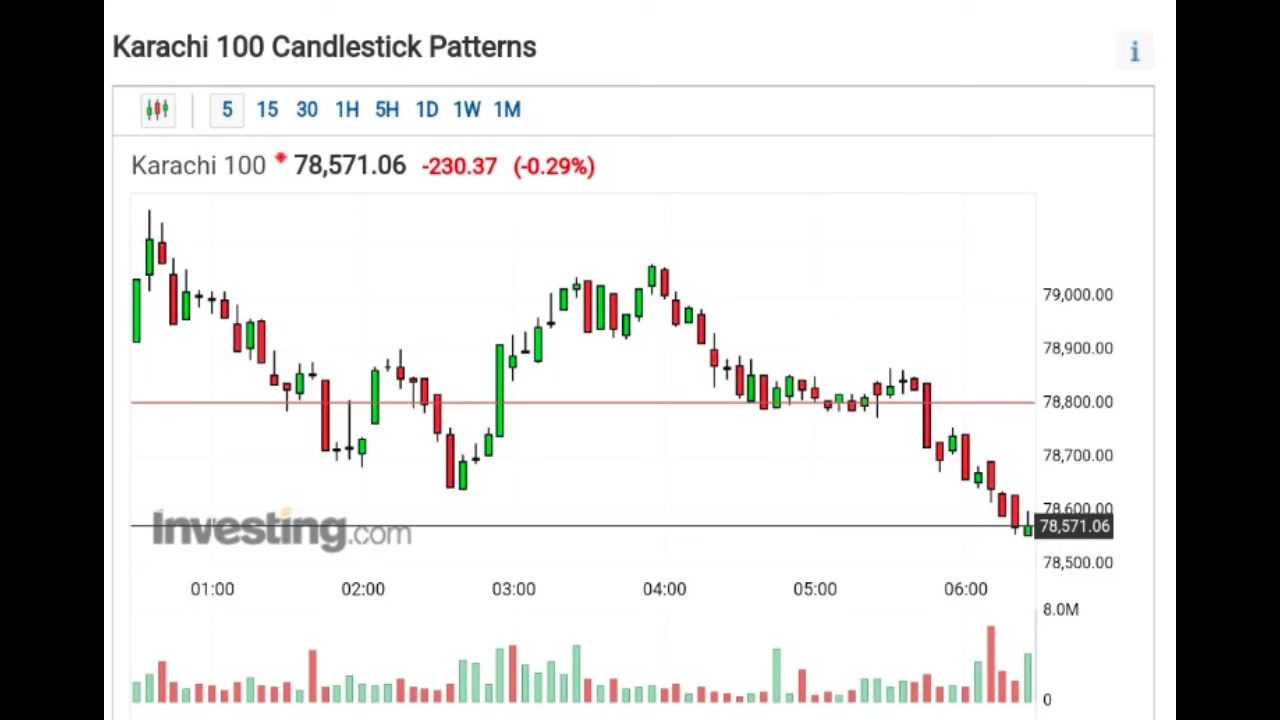 Karachi 100 Candlestick Patterns
i
5 15 30 1H 5H 1D 1W 1M
Karachi 100 78,571.06 -230.37 (-0.29%)
79,000.00
78,900.00
78,800.00
78,700.00
78,600.00
78,571.06
Investing.com
78,500.00
01:00 02:00 03:00 04:00 05:00 06:00
8.0M
0